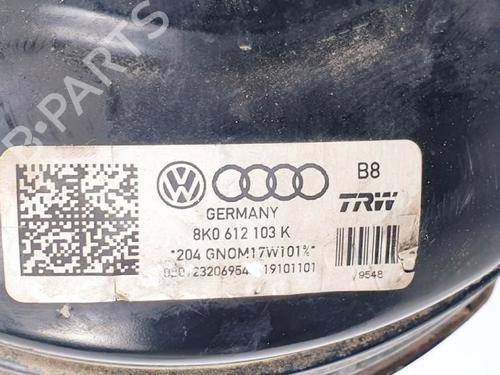 B-PARTS
B8
GERMANY
TRW
8K0 612 103 K
*204 GNOM17W101%*
23206954 19101101
9548